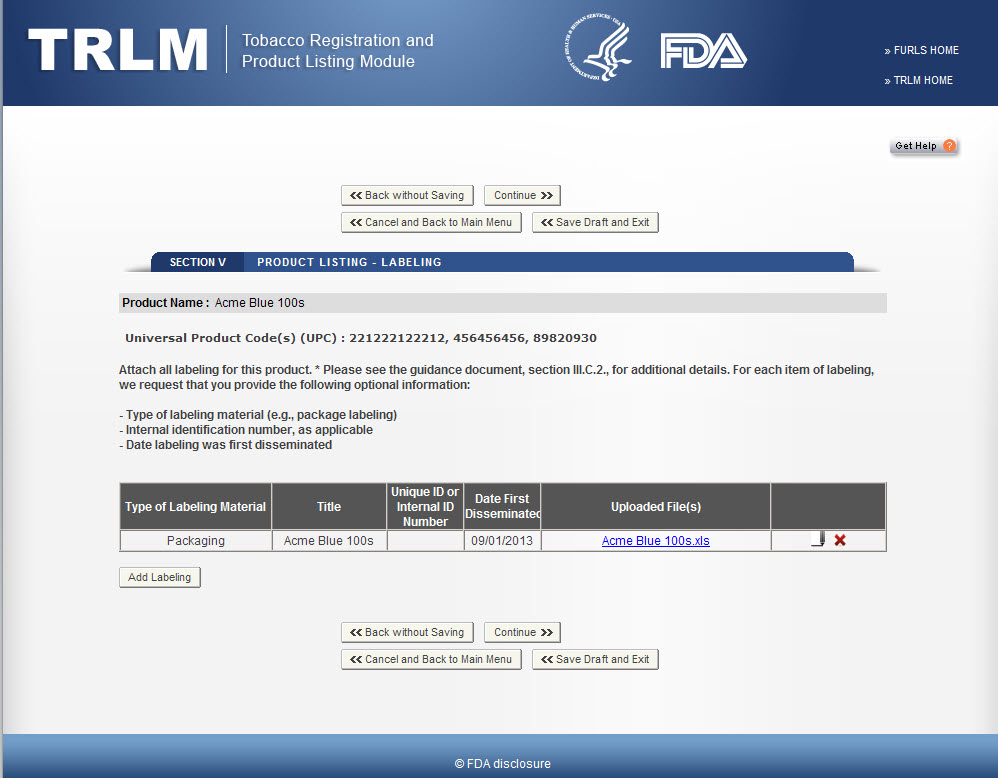 TRLM
Tobacco Registration and
Product Listing Module
FDA
» FURLS HOME
» TRLM HOME
Get Help ?
<< Back without Saving
Continue >>
<< Cancel and Back to Main Menu
<< Save Draft and Exit
SECTION V PRODUCT LISTING - LABELING
Product Name : Acme Blue 100s
Universal Product Code(s) (UPC) : 221222122212, 456456456, 89820930
Attach all labeling for this product. * Please see the guidance document, section III.C.2., for additional details. For each item of labeling,
we request that you provide the following optional information:
- Type of labeling material (e.g., package labeling)
- Internal identification number, as applicable
- Date labeling was first disseminated
Type of Labeling Material
Title
Unique ID or
Internal ID
Number
Date First
Disseminated
Uploaded File(s)
Packaging
Acme Blue 100s
09/01/2013
Acme Blue 100s.xls
Add Labeling
<< Back without Saving
Continue >>
<< Cancel and Back to Main Menu
<< Save Draft and Exit
© FDA disclosure